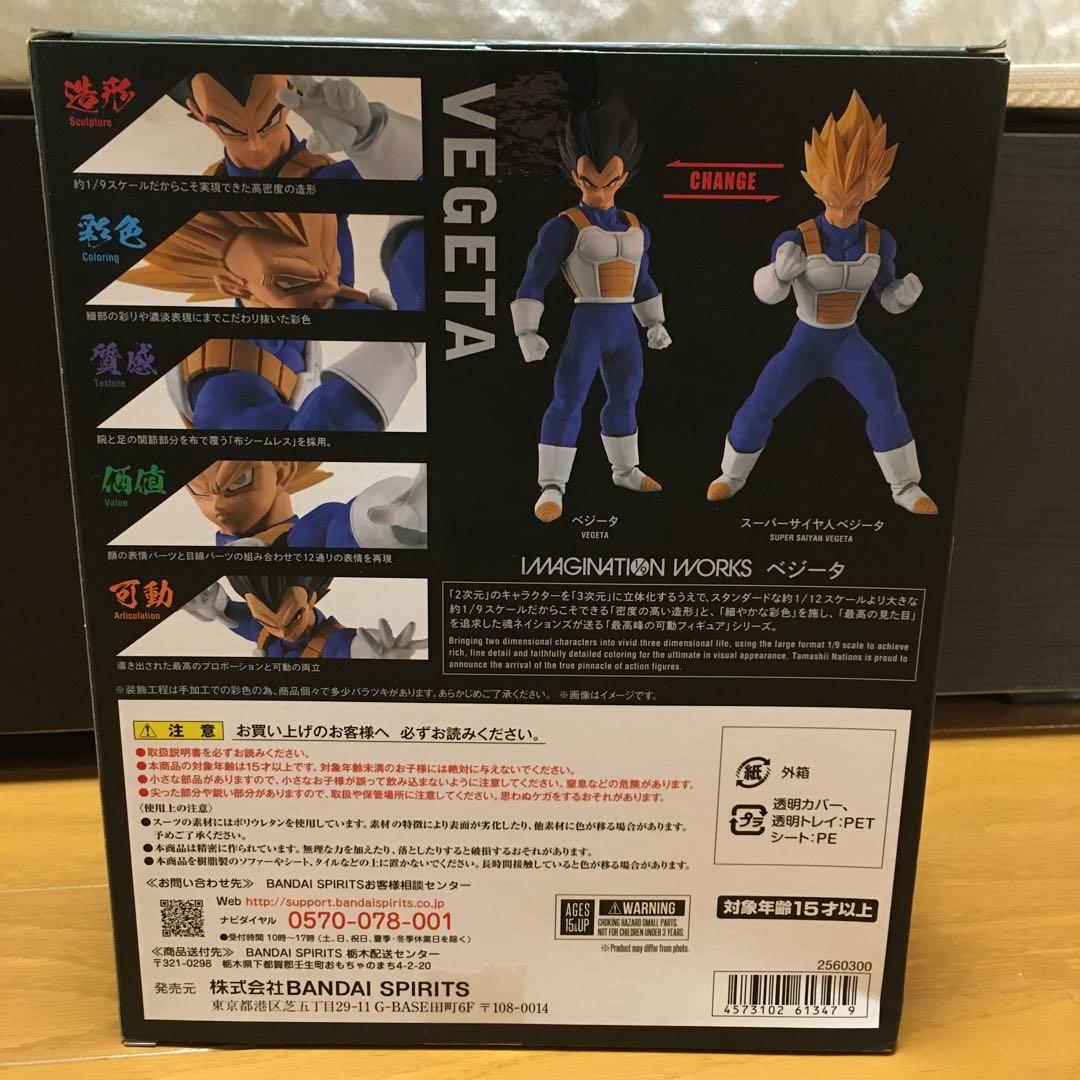 造形
Sculpture
約1/9スケールだからこそ実現できた高密度の造形
彩色
Coloring
細部の彩りや濃淡表現にまでこだわり抜いた彩色
質感
Texture
腕と足の関節部分を布で覆う「布シームレス」を採用。
価値
Value
顔の表情パーツと目線パーツの組み合わせで12通りの表情を再現
可動
Articulation
導き出された最高のプロポーションと可動の両立
VEGETA
CHANGE
ベジータ
VEGETA
スーパーサイヤ人ベジータ
SUPER SAIYAN VEGETA
IMAGINATION 1/9 WORKS ベジータ
「2次元」のキャラクターを「3次元」に立体化するうえで、スタンダードな約1/12スケールより大きな
約1/9スケールだからこそできる「密度の高い造形」と、「細やかな彩色」を施し、「最高の見た目」
を追求した魂ネイションズが送る「最高峰の可動フィギュア」シリーズ。
Bringing two dimensional characters into vivid three dimensional life, using the large format 1/9 scale to achieve
rich, fine detail and faithfully detailed coloring for the ultimate in visual appearance, Tamashii Nations is proud to
announce the arrival of the true pinnacle of action figures.
※装飾工程は手加工での彩色の為、商品個々で多少バラツキがあります。あらかじめご了承ください。 ※画像はイメージです。
注意 お買い上げのお客様へ 必ずお読みください。
●取扱説明書を必ずお読みください。
●本商品の対象年齢は15才以上です。対象年齢未満のお子様には絶対に与えないでください。
●小さな部品がありますので、小さなお子様が誤って飲み込まないように注意してください。窒息などの危険があります。
●尖った部分や鋭い部分がありますので、取扱や保管場所に注意してください。思わぬケガをするおそれがあります。
〈使用上の注意〉
●スーツの素材にはポリウレタンを使用しています。素材の特徴により表面が劣化したり、他素材に色が移る場合があります。
予めご了承ください。
●本商品は精密に作られています。無理な力を加えたり、落としたりすると破損するおそれがあります。
●本商品を樹脂製のソファーやシート、タイルなどの上に置かないでください。長時間接触していると色が移る場合があります。
≪お問い合わせ先≫ BANDAI SPIRITSお客様相談センター
Web http://support.bandaispirits.co.jp
ナビダイヤル 0570-078-001
●受付時間 10時〜17時(土、日、祝日、夏季・冬季休業日を除く)
≪商品送付先≫ BANDAI SPIRITS 栃木配送センター
〒321-0298 栃木県下都賀郡壬生町おもちゃのまち4-2-20
発売元 株式会社BANDAI SPIRITS
東京都港区芝五丁目29-11 G-BASE田町6F 〒108-0014
紙 外箱
プラ 透明カバー、
透明トレイ:PET
シート:PE
AGES
15&UP
WARNING
CHOKING HAZARD-SMALL PARTS.
NOT FOR CHILDREN UNDER 3 YEARS.
※Product may differ from photo.
対象年齢15才以上
2560300
4573102 61347 9